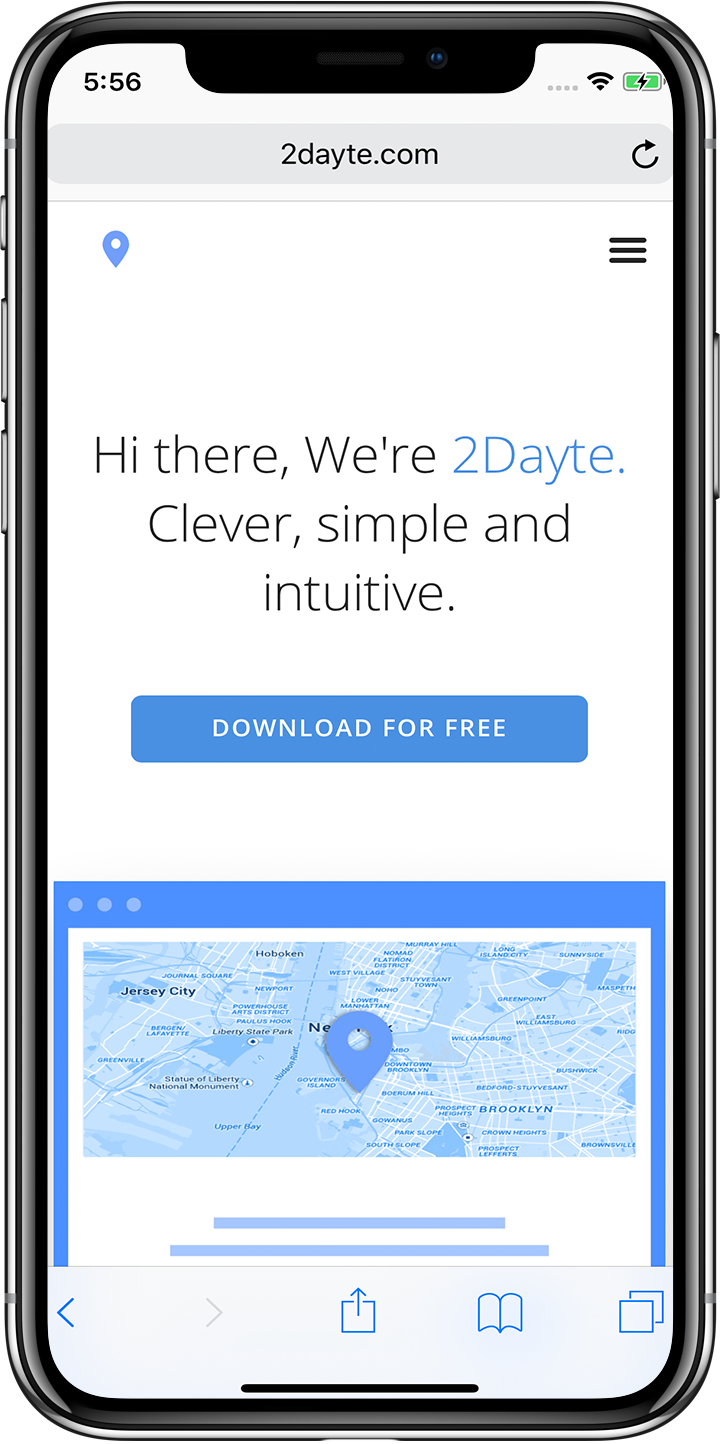 5:56
2dayte.com
Hi there, We're 2Dayte.
Clever, simple and
intuitive.
DOWNLOAD FOR FREE
MURRAY HILL
Hoboken
NOMAD
FLATIRON
DISTRICT
LONG
ISLAND CITY
SUNNYSIDE
WEST VILLAGE
JOURNAL SQUARE
STUYVESANT
TOWN
Jersey City
NEWPORT
NOHO
MASPETH
LOWER
MANHATTAN
GREENPOINT
POWERHOUSE
ARTS DISTRICT
PAULUS HOOK
EAST
WILLIAMSBURG
BERGEN/
LAFAYETTE
Liberty State Park
Ne k
RIDG
WILLIAMSBURG
MBO
GREENVILLE
DOWNTOWN
BROOKLYN
BUSHWICK
Hudson River
Statue of Liberty
National Monument
GOVERNORS
ISLAND
BEDFORD-STUYVESANT
BOERUM HILL
RED HOOK
PROSPECT
HEIGHTS
BROOKLYN
GOWANUS
Upper Bay
PARK SLOPE
CROWN HEIGHTS
SOUTH SLOPE
PROSPECT
LEFFERTS
BROWNSVILLE